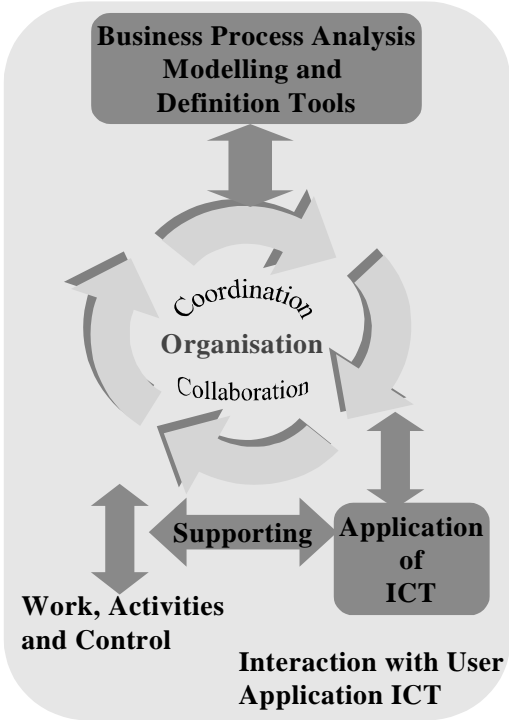 Business Process Analysis
Modelling and
Definition Tools
Coordination
Organisation
Collaboration
Supporting
Application
of
ICT
Work, Activities
and Control
Interaction with User
Application ICT